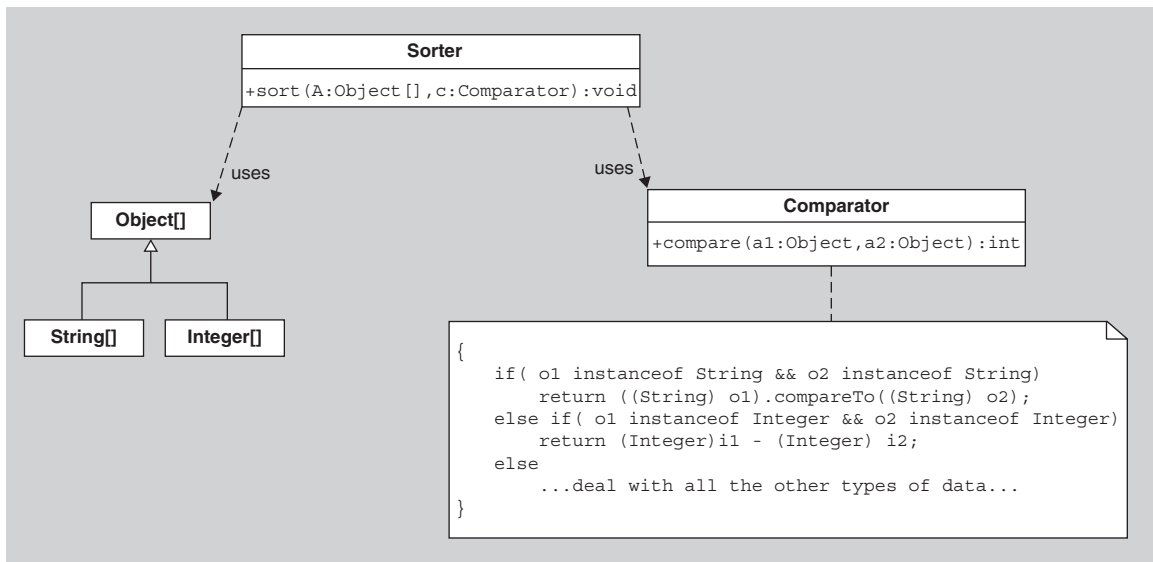 Sorter
+sort(A:Object[],c:Comparator):void
uses
uses
Object[]
Comparator
+compare(a1:Object,a2:Object):int
String[]
Integer[]
{
if( o1 instanceof String && o2 instanceof String)
return ((String) o1).compareTo((String) o2);
else if( o1 instanceof Integer && o2 instanceof Integer)
return (Integer)i1 - (Integer) i2;
else
...deal with all the other types of data...
}